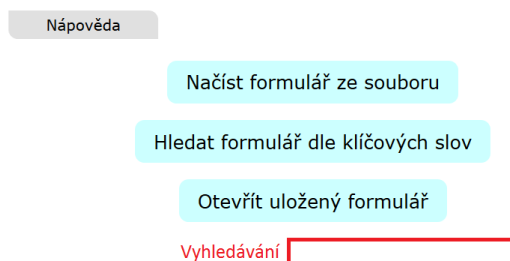 Nápověda
Načíst formulář ze souboru
Hledat formulář dle klíčových slov
Otevřít uložený formulář
Vyhledávání